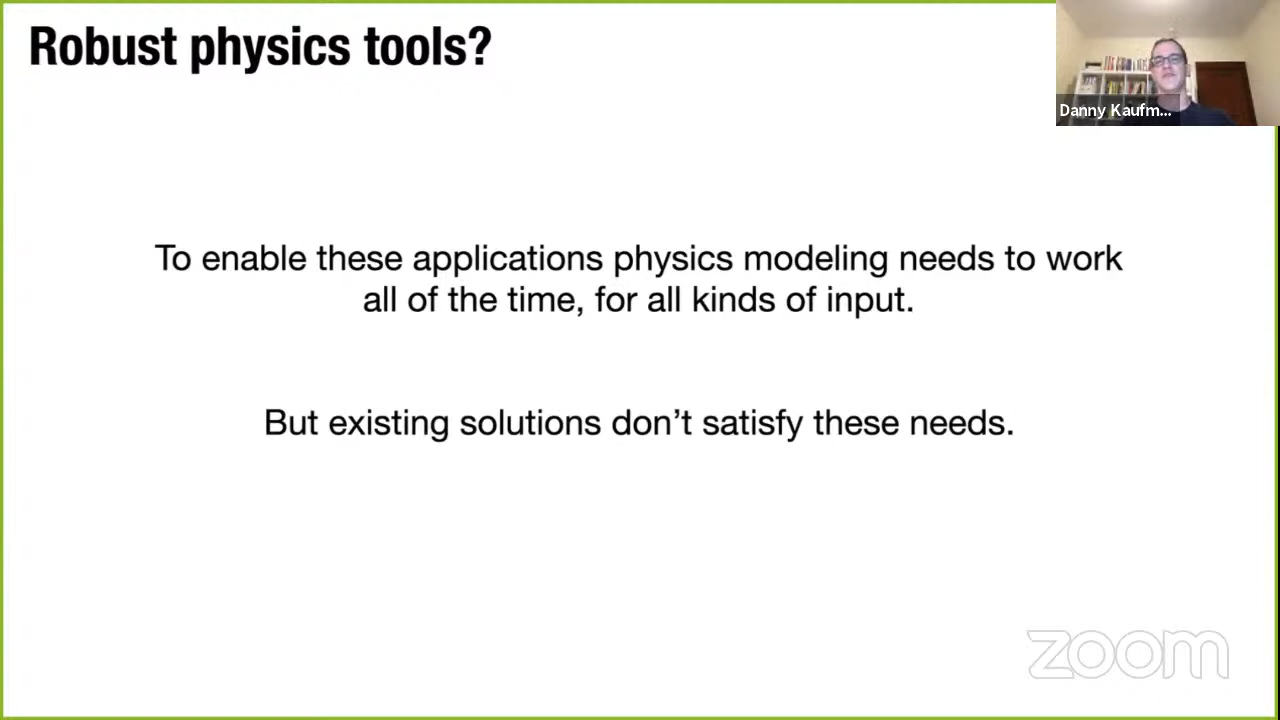 Robust physics tools?
Danny Kaufm...
To enable these applications physics modeling needs to work
all of the time, for all kinds of input.
But existing solutions don’t satisfy these needs.
zoom